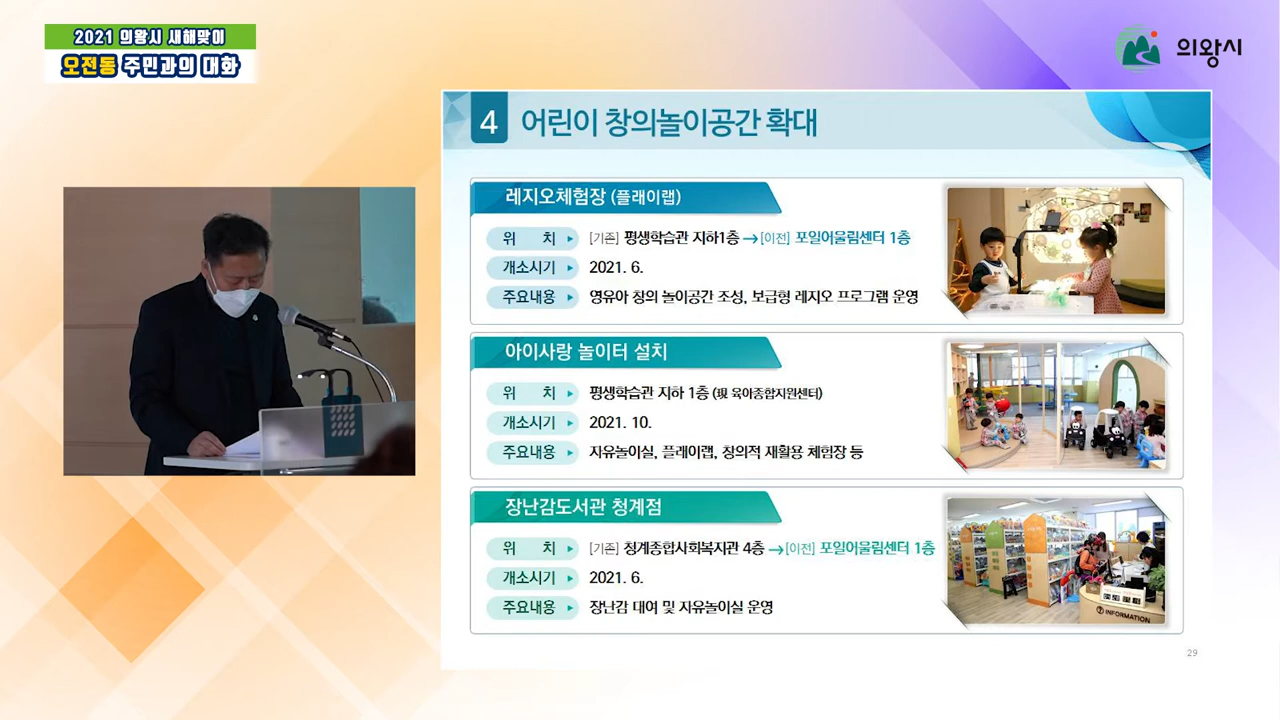 2021 의왕시 새해맞이
오전동 주민과의 대화
의왕시
4 어린이 창의놀이공간 확대
레지오체험장 (플래이랩)
위 치 [기존] 평생학습관 지하1층 → [이전] 포일어울림센터 1층
개소시기 2021. 6.
주요내용 영유아 창의 놀이공간 조성, 보급형 레지오 프로그램 운영
아이사랑 놀이터 설치
위 치 평생학습관 지하 1층 (現 육아종합지원센터)
개소시기 2021. 10.
주요내용 자유놀이실, 플래이랩, 창의적 재활용 체험장 등
장난감도서관 청계점
위 치 [기존] 청계종합사회복지관 4층 → [이전] 포일어울림센터 1층
개소시기 2021. 6.
주요내용 장난감 대여 및 자유놀이실 운영
INFORMATION
29